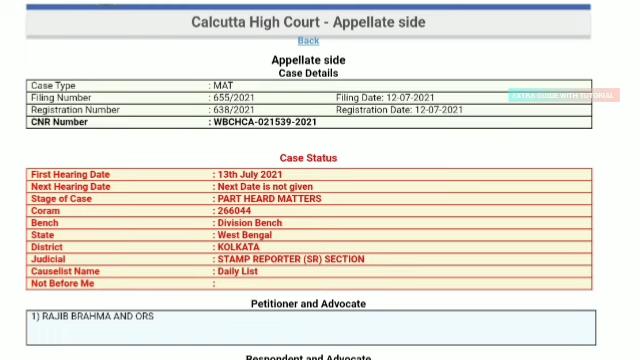 Calcutta High Court - Appellate side
Back
Appellate side
Case Details
Case Type : MAT
Filing Number : 655/2021 Filing Date: 12-07-2021
Registration Number : 638/2021 Registration Date: 12-07-2021
CNR Number : WBCHCA-021539-2021
Case Status
First Hearing Date : 13th July 2021
Next Hearing Date : Next Date is not given
Stage of Case : PART HEARD MATTERS
Coram : 266044
Bench : Division Bench
State : West Bengal
District : KOLKATA
Judicial : STAMP REPORTER (SR) SECTION
Causelist Name : Daily List
Not Before Me :
Petitioner and Advocate
1) RAJIB BRAHMA AND ORS
Respondent and Advocate